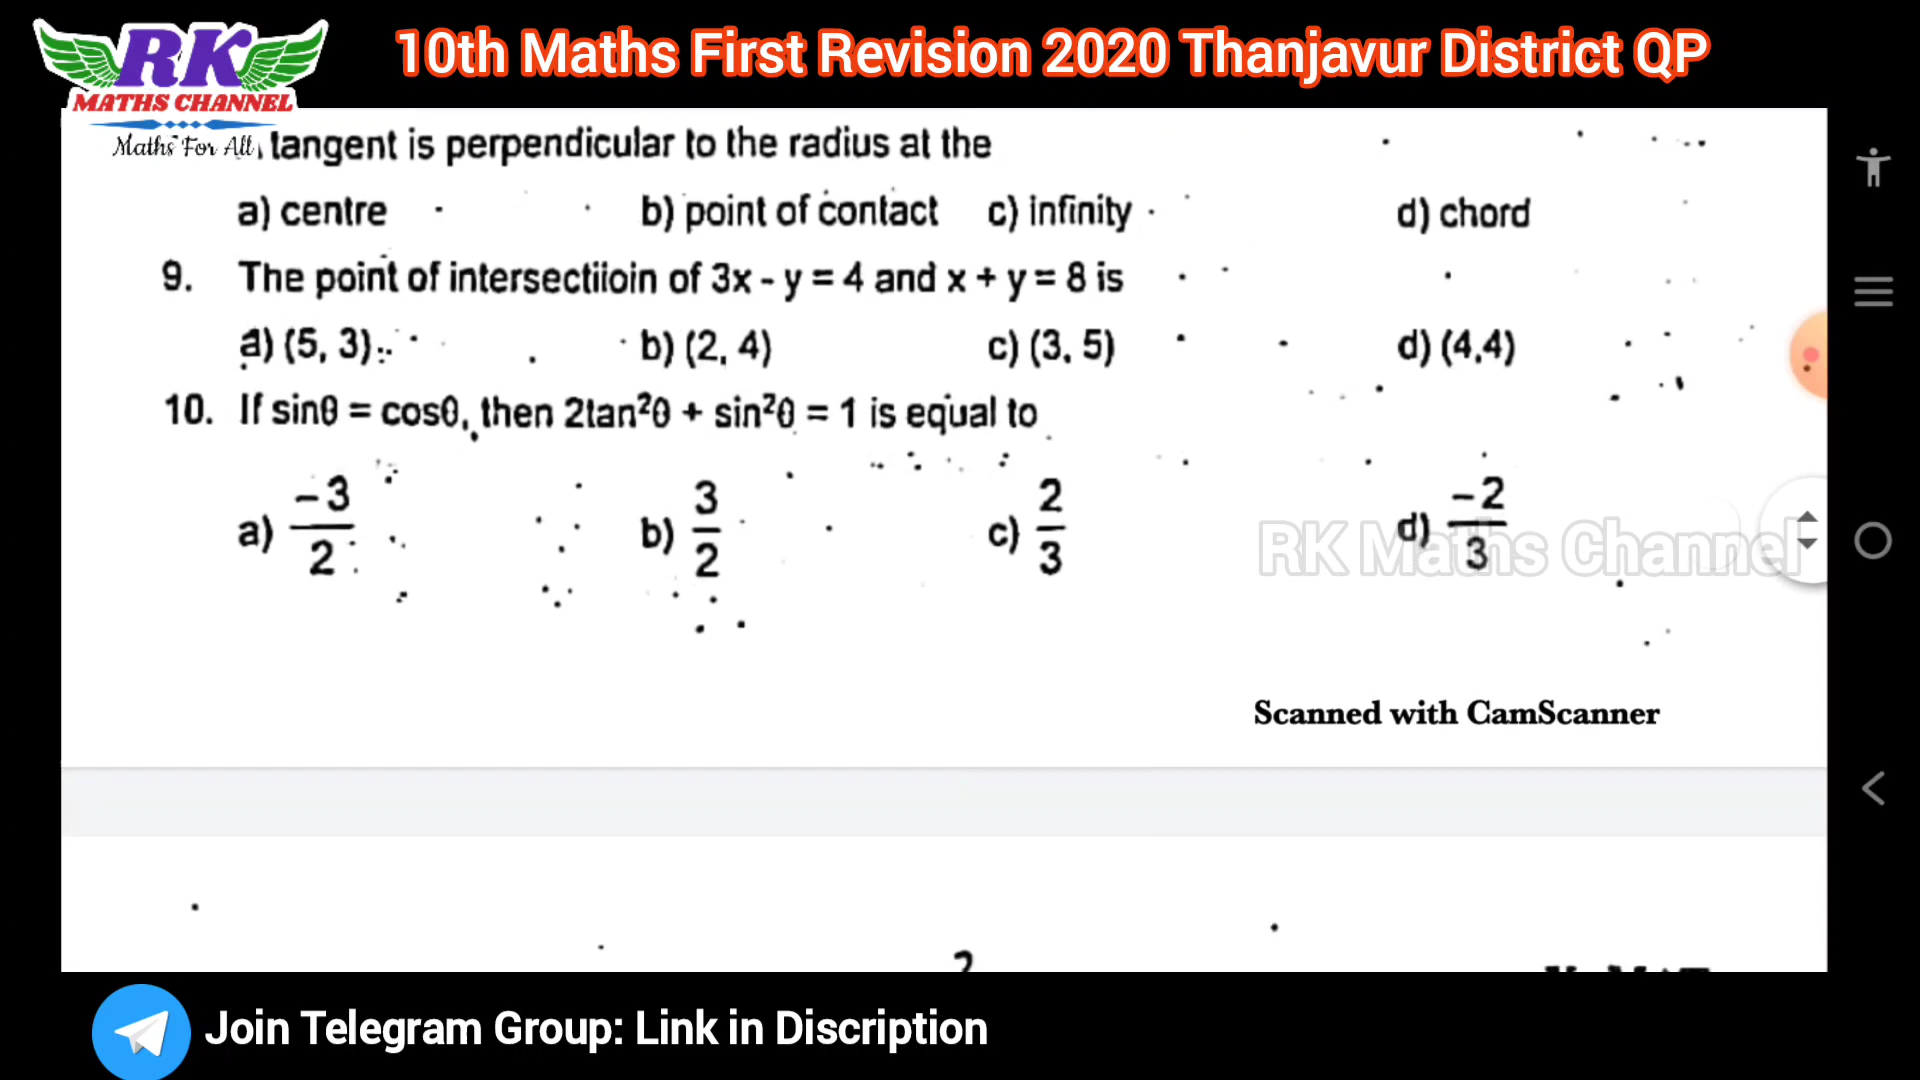 RK
MATHS CHANNEL
Maths For All
10th Maths First Revision 2020 Thanjavur District QP
tangent is perpendicular to the radius at the
a) centre b) point of contact c) infinity d) chord
9. The point of intersectiioin of 3x - y = 4 and x + y = 8 is
a) (5, 3) b) (2, 4) c) (3, 5) d) (4,4)
10. If sinθ = cosθ, then 2tan²θ + sin²θ = 1 is equal to
a) -3/2 b) 3/2 c) 2/3 d) -2/3
RK Maths Channel
Scanned with CamScanner
Join Telegram Group: Link in Discription